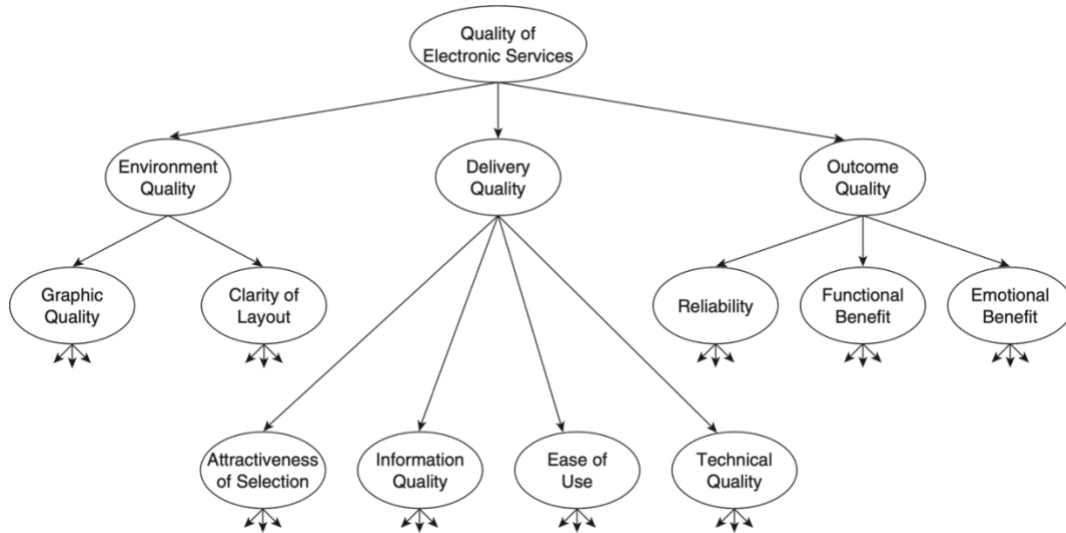 Quality of
Electronic Services
Environment
Quality
Delivery
Quality
Outcome
Quality
Graphic
Quality
Clarity of
Layout
Reliability
Functional
Benefit
Emotional
Benefit
Attractiveness
of Selection
Information
Quality
Ease of
Use
Technical
Quality